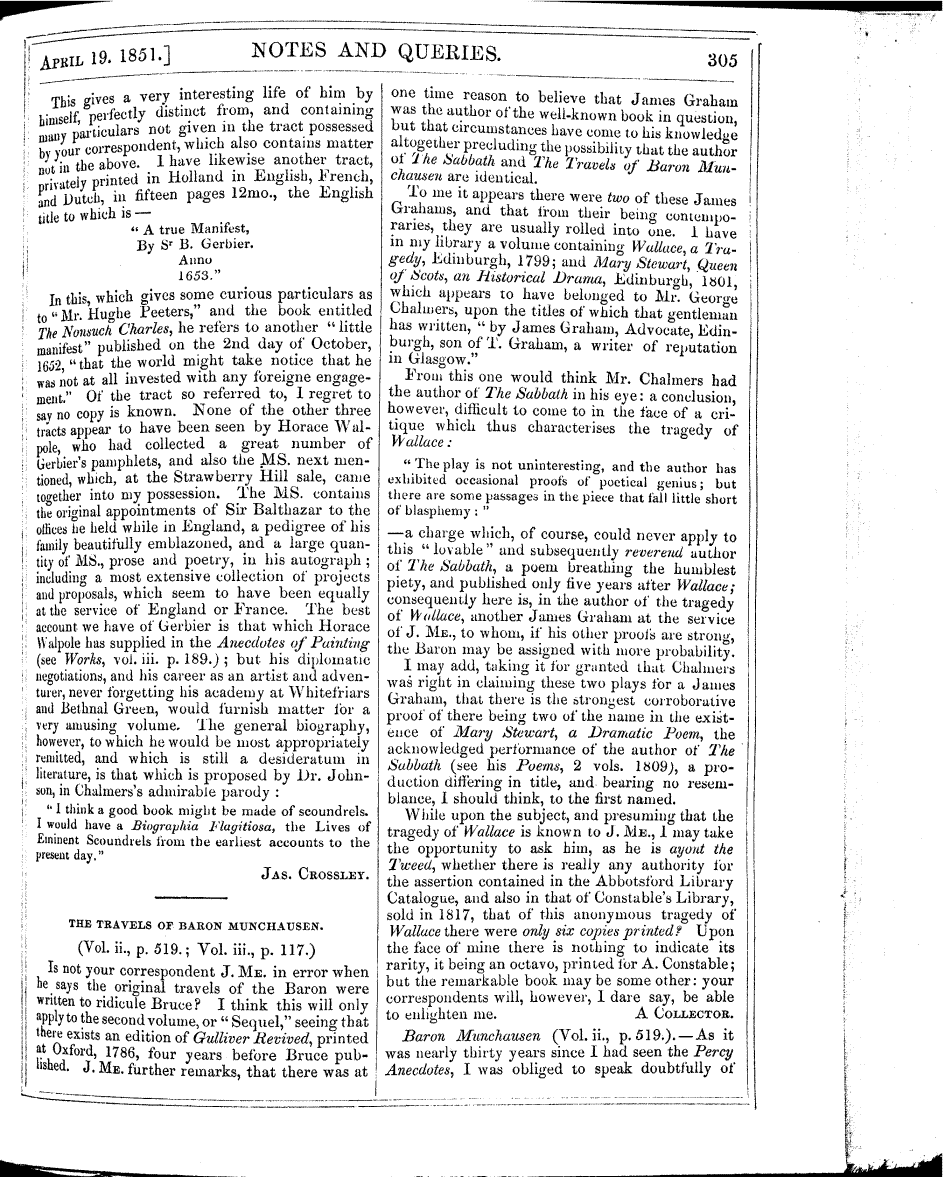 APRIL 19. 1851.]
NOTES AND QUERIES.
305
This gives a very interesting life of him by
himself, perfectly distinct from, and containing
many particulars not given in the tract possessed
by your correspondent, which also contains matter
not in the above. I have likewise another tract,
privately printed in Holland in English, French,
and Dutch, in fifteen pages 12mo., the English
title to which is —
"A true Manifest,
By Sr B. Gerbier.
Anno
1653."
In this, which gives some curious particulars as
to "Mr. Hughe Peeters," and the book entitled
The Nonsuch Charles, he refers to another "little
manifest" published on the 2nd day of October,
1652, "that the world might take notice that he
was not at all invested with any foreigne engage-
ment." Of the tract so referred to, I regret to
say no copy is known. None of the other three
tracts appear to have been seen by Horace Wal-
pole, who had collected a great number of
Gerbier's pamphlets, and also the MS. next men-
tioned, which, at the Strawberry Hill sale, came
together into my possession. The MS. contains
the original appointments of Sir Balthazar to the
offices he held while in England, a pedigree of his
family beautifully emblazoned, and a large quan-
tity of MS., prose and poetry, in his autograph;
including a most extensive collection of projects
and proposals, which seem to have been equally
at the service of England or France. The best
account we have of Gerbier is that which Horace
Walpole has supplied in the Anecdotes of Painting
(see Works, vol. iii. p. 189.); but his diplomatic
negotiations, and his career as an artist and adven-
turer, never forgetting his academy at Whitefriars
and Bethnal Green, would furnish matter for a
very amusing volume. The general biography,
however, to which he would be most appropriately
remitted, and which is still a desideratum in
literature, is that which is proposed by Dr. John-
son, in Chalmers's admirable parody:
"I think a good book might be made of scoundrels.
I would have a Biographia Flagitiosa, the Lives of
Eminent Scoundrels from the earliest accounts to the
present day."
JAS. CROSSLEY.
THE TRAVELS OF BARON MUNCHAUSEN.
(Vol. ii., p. 519.; Vol. iii., p. 117.)
Is not your correspondent J. ME. in error when
he says the original travels of the Baron were
written to ridicule Bruce? I think this will only
apply to the second volume, or "Sequel," seeing that
there exists an edition of Gulliver Revived, printed
at Oxford, 1786, four years before Bruce pub-
lished. J. ME. further remarks, that there was at
one time reason to believe that James Graham
was the author of the well-known book in question,
but that circumstances have come to his knowledge
altogether precluding the possibility that the author
of The Sabbath and The Travels of Baron Mun-
chausen are identical.
To me it appears there were two of these James
Grahams, and that from their being contempo-
raries, they are usually rolled into one. I have
in my library a volume containing Wallace, a Tra-
gedy, Edinburgh, 1799; and Mary Stewart, Queen
of Scots, an Historical Drama, Edinburgh, 1801,
which appears to have belonged to Mr. George
Chalmers, upon the titles of which that gentleman
has written, "by James Graham, Advocate, Edin-
burgh, son of T. Graham, a writer of reputation
in Glasgow."
From this one would think Mr. Chalmers had
the author of The Sabbath in his eye: a conclusion,
however, difficult to come to in the face of a cri-
tique which thus characterises the tragedy of
Wallace:
"The play is not uninteresting, and the author has
exhibited occasional proofs of poetical genius; but
there are some passages in the piece that fall little short
of blasphemy:"
—a charge which, of course, could never apply to
this "lovable" and subsequently reverend author
of The Sabbath, a poem breathing the humblest
piety, and published only five years after Wallace;
consequently here is, in the author of the tragedy
of Wallace, another James Graham at the service
of J. ME., to whom, if his other proofs are strong,
the Baron may be assigned with more probability.
I may add, taking it for granted that Chalmers
was right in claiming these two plays for a James
Graham, that there is the strongest corroborative
proof of there being two of the name in the exist-
ence of Mary Stewart, a Dramatic Poem, the
acknowledged performance of the author of The
Sabbath (see his Poems, 2 vols. 1809), a pro-
duction differing in title, and bearing no resem-
blance, I should think, to the first named.
While upon the subject, and presuming that the
tragedy of Wallace is known to J. ME., I may take
the opportunity to ask him, as he is ayont the
Tweed, whether there is really any authority for
the assertion contained in the Abbotsford Library
Catalogue, and also in that of Constable's Library,
sold in 1817, that of this anonymous tragedy of
Wallace there were only six copies printed? Upon
the face of mine there is nothing to indicate its
rarity, it being an octavo, printed for A. Constable;
but the remarkable book may be some other: your
correspondents will, however, I dare say, be able
to enlighten me. A COLLECTOR.
Baron Munchausen (Vol. ii., p. 519.).—As it
was nearly thirty years since I had seen the Percy
Anecdotes, I was obliged to speak doubtfully of